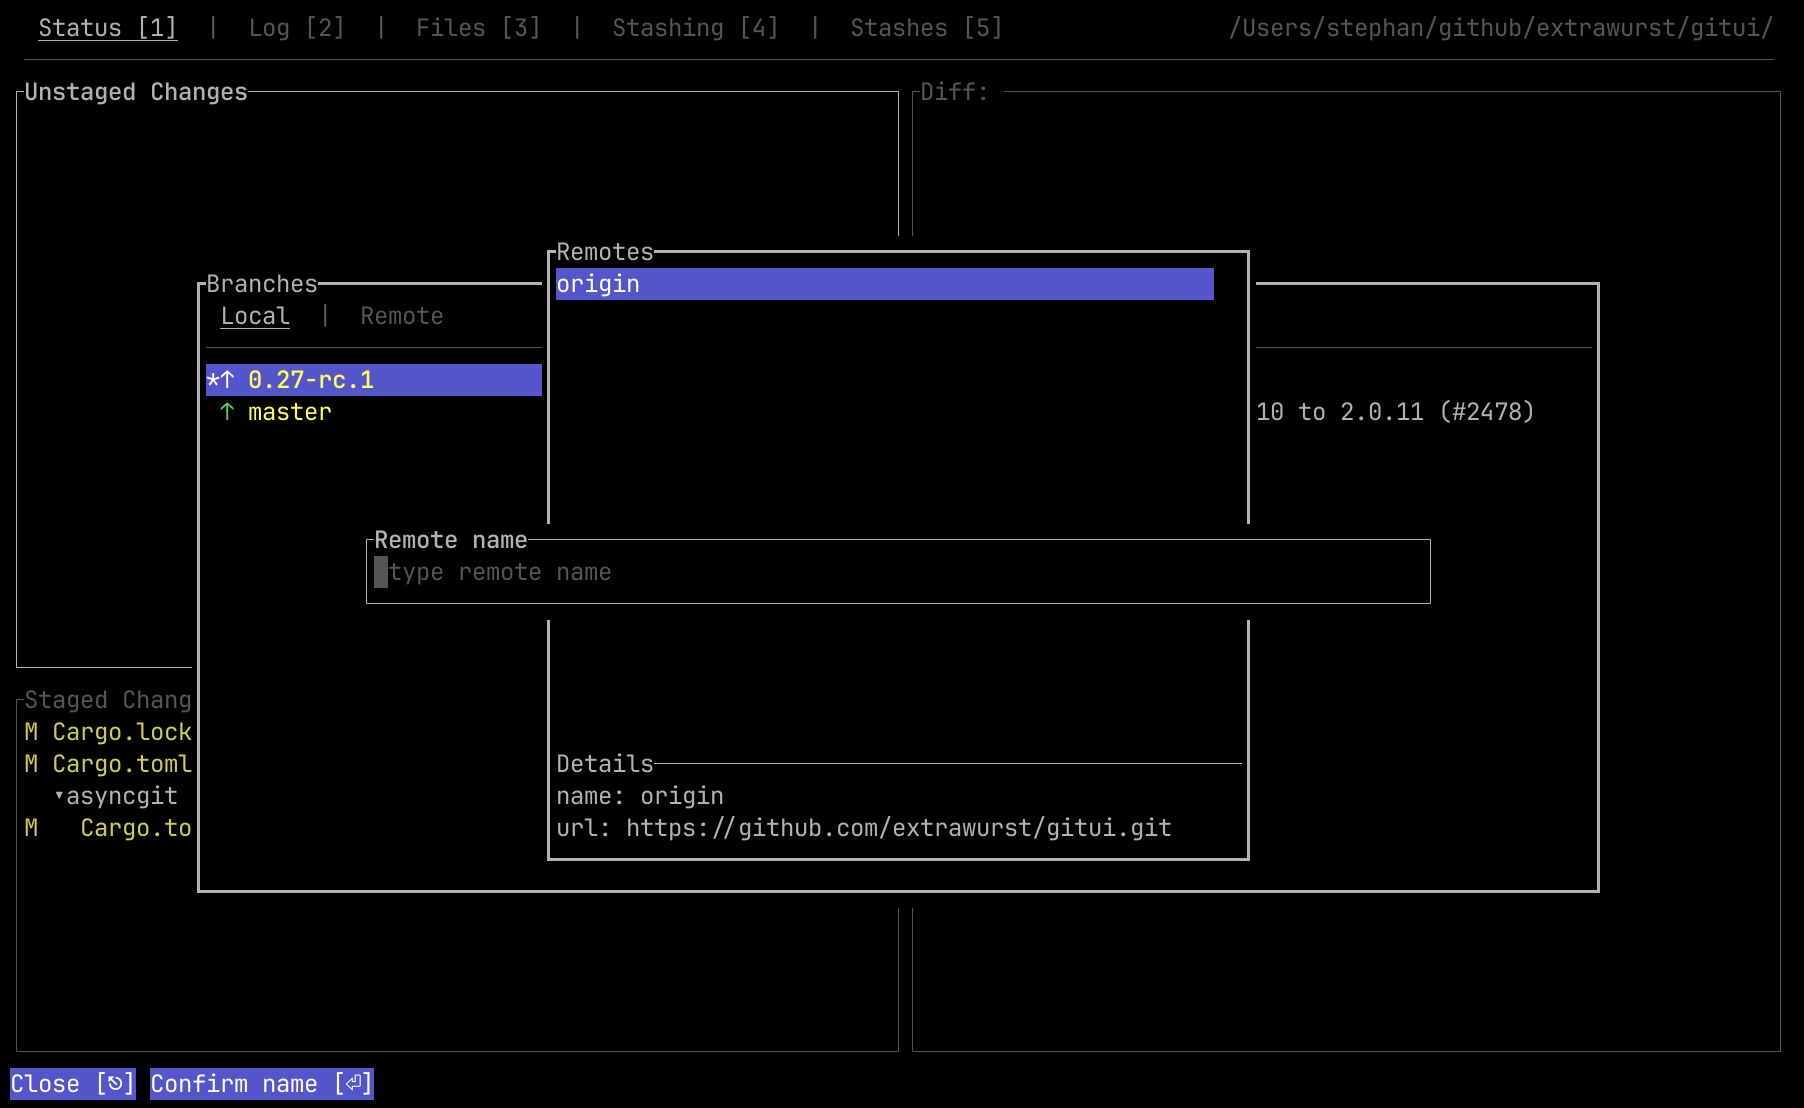 Status [1] | Log [2] | Files [3] | Stashing [4] | Stashes [5] /Users/stephan/github/extrawurst/gitui/
Unstaged Changes
Diff:
Remotes
origin
Branches
Local | Remote
*↑ 0.27-rc.1
↑ master
10 to 2.0.11 (#2478)
Remote name
type remote name
Staged Chang
M Cargo.lock
M Cargo.toml
▾asyncgit
M Cargo.to
Details
name: origin
url: https://github.com/extrawurst/gitui.git
Close [⎋] Confirm name [⏎]